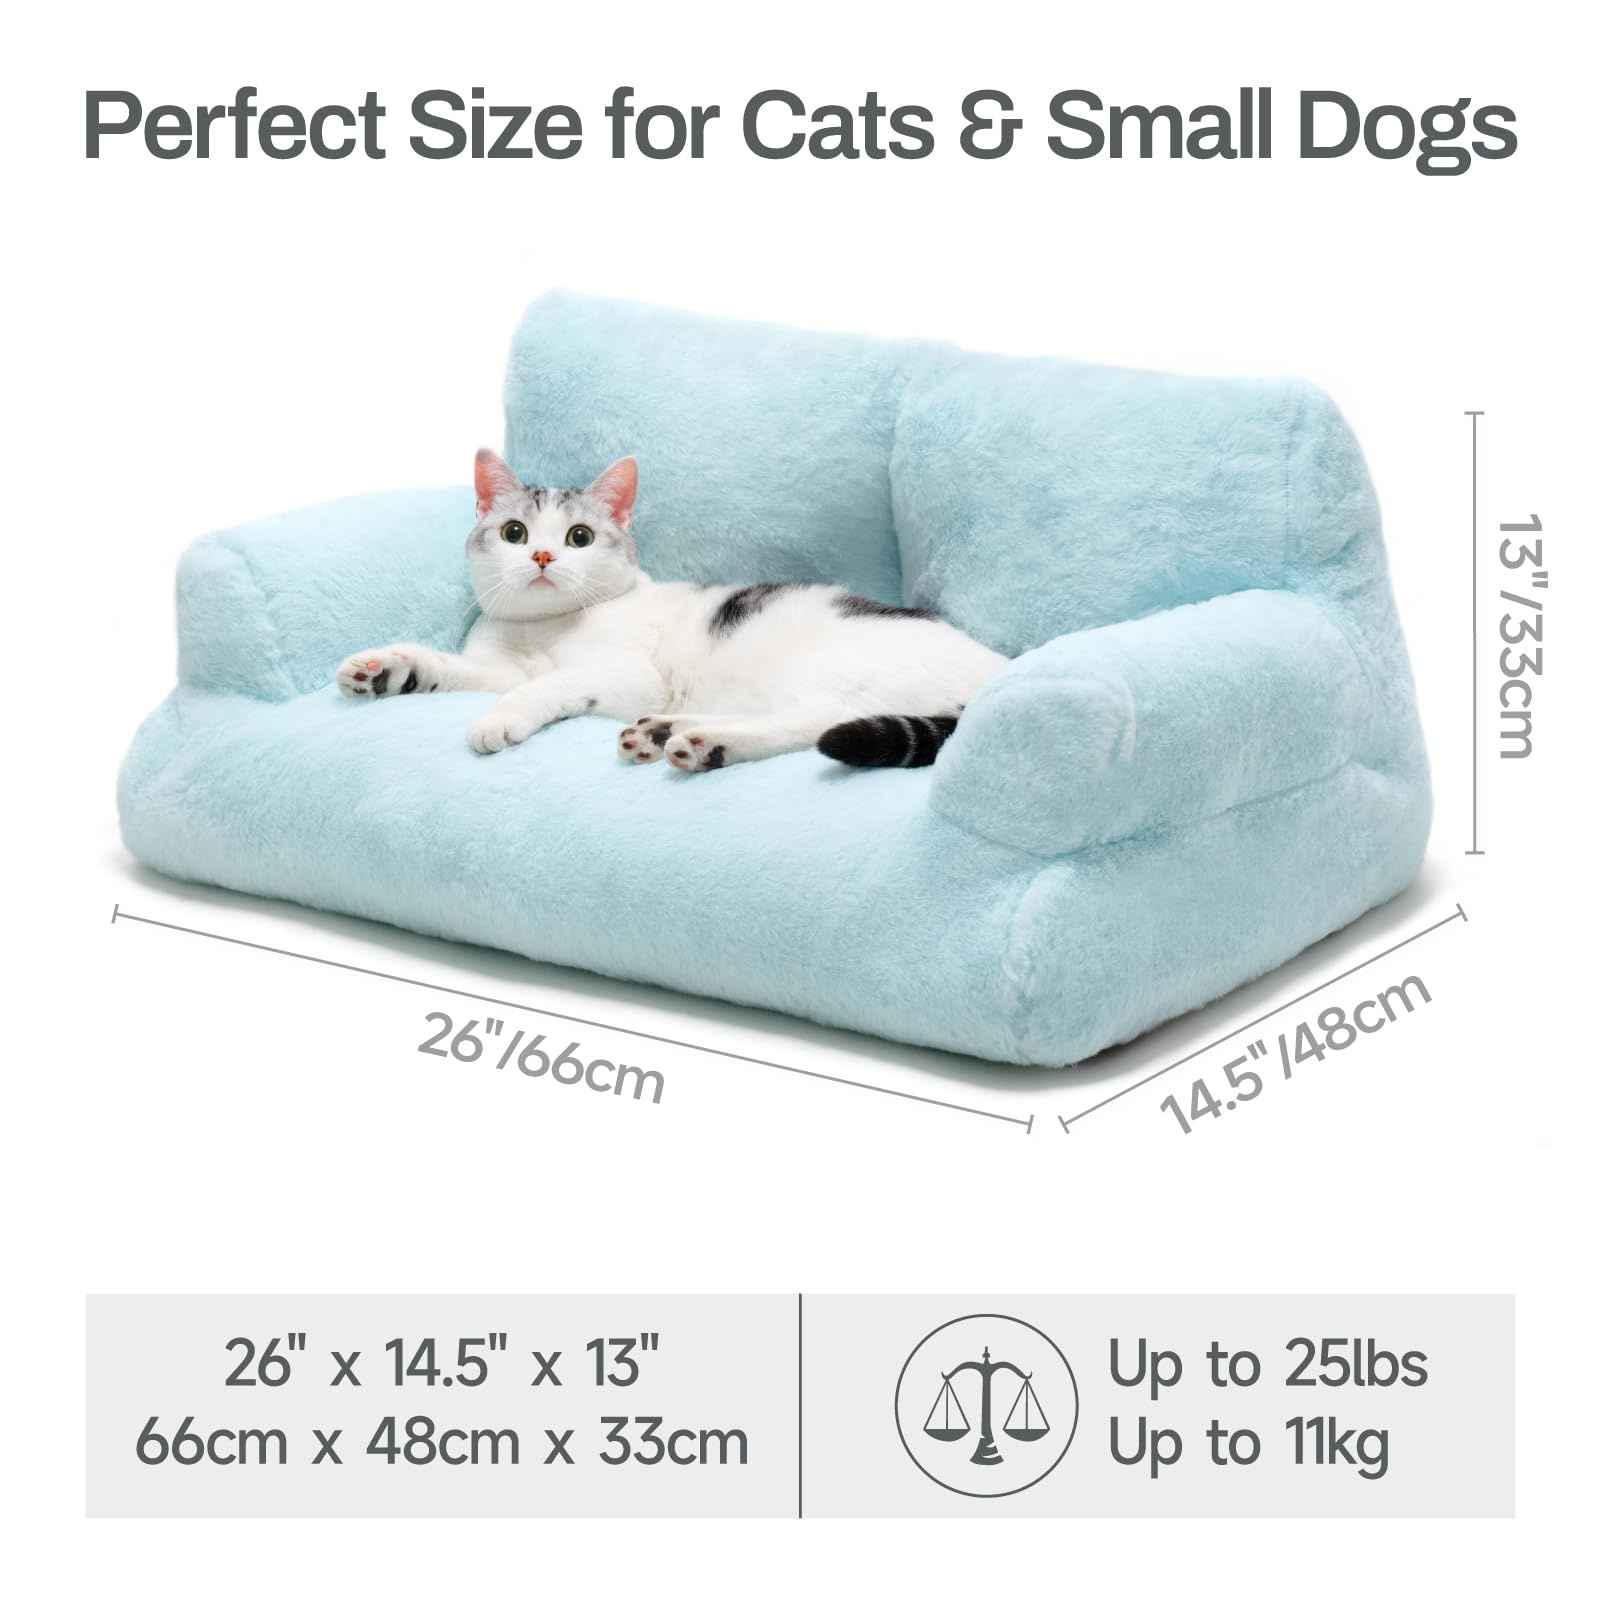 Perfect Size for Cats & Small Dogs
13"/33cm
26"/66cm
14.5"/48cm
26" x 14.5" x 13"
66cm x 48cm x 33cm
Up to 25lbs
Up to 11kg